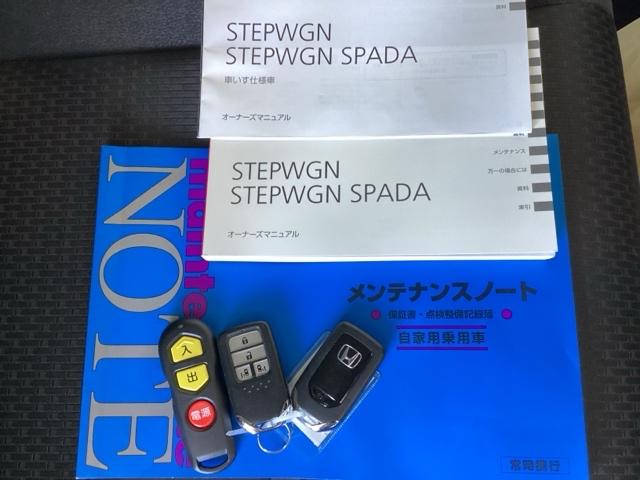 資料
STEPWGN
STEPWGN SPADA
車いす仕様車
オーナーズマニュアル
メンテナンス
万一の場合には
資料
索引
STEPWGN
STEPWGN SPADA
オーナーズマニュアル
maintenance
NOTE
メンテナンスノート
保証書・点検整備記録簿
自家用乗用車
入
出
電源
常時携行